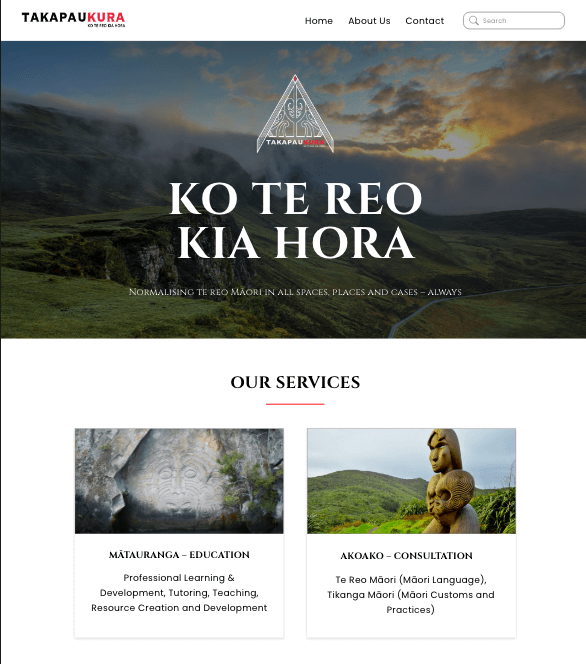 TAKAPAUKURA
KO TE REO KIA HORA
Home About Us Contact Search
TAKAPAUKURA
KO TE REO
KIA HORA
Normalising te reo Māori in all spaces, places and cases – always
OUR SERVICES
MĀTAURANGA – EDUCATION
Professional Learning &
Development, Tutoring, Teaching,
Resource Creation and Development
AKOAKO – CONSULTATION
Te Reo Māori (Māori Language),
Tikanga Māori (Māori Customs and
Practices)